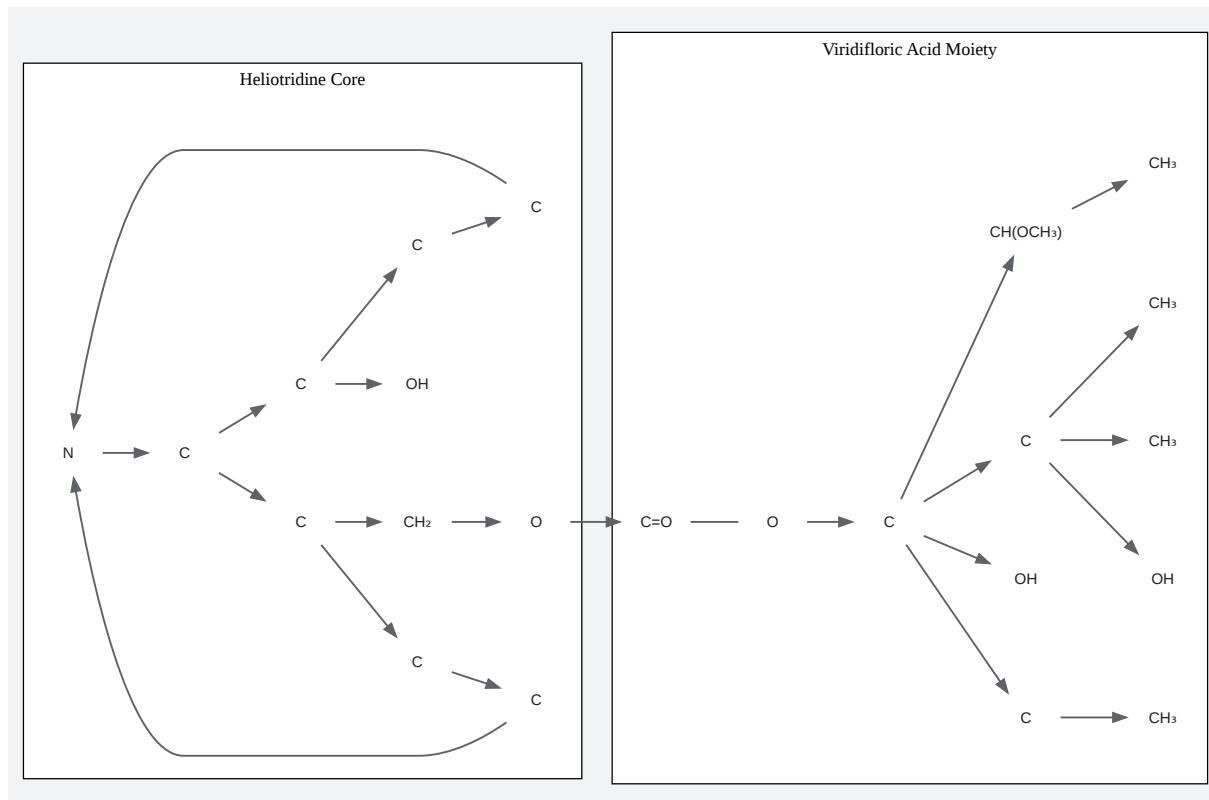 Heliotridine Core
C
C
C
OH
N
C
C
CH₂
O
C
C
Viridifloric Acid Moiety
CH₃
CH(OCH₃)
CH₃
C
CH₃
C=O
O
C
OH
OH
C
CH₃